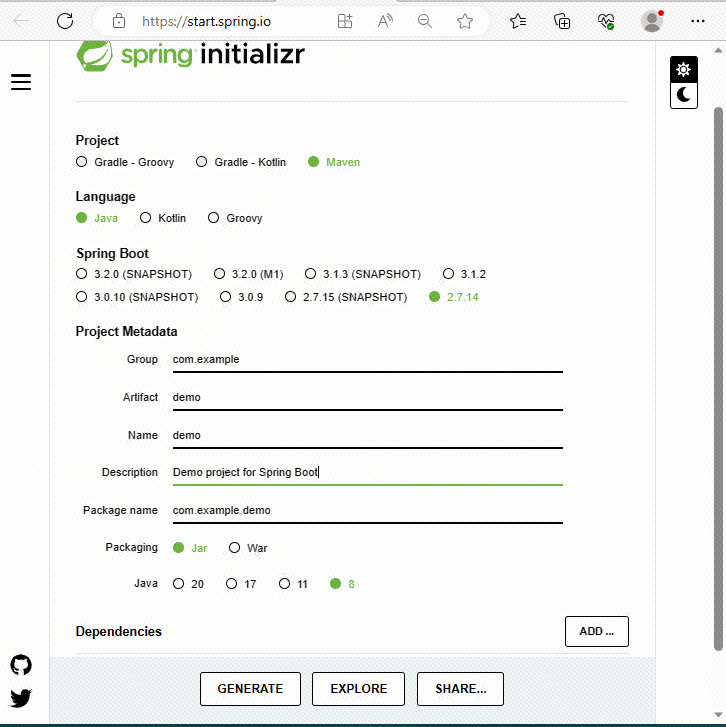 https://start.spring.io
spring initializr
Project
Gradle - Groovy Gradle - Kotlin Maven
Language
Java Kotlin Groovy
Spring Boot
3.2.0 (SNAPSHOT) 3.2.0 (M1) 3.1.3 (SNAPSHOT) 3.1.2
3.0.10 (SNAPSHOT) 3.0.9 2.7.15 (SNAPSHOT) 2.7.14
Project Metadata
Group com.example
Artifact demo
Name demo
Description Demo project for Spring Boot
Package name com.example.demo
Packaging Jar War
Java 20 17 11 8
Dependencies ADD ...
GENERATE EXPLORE SHARE...